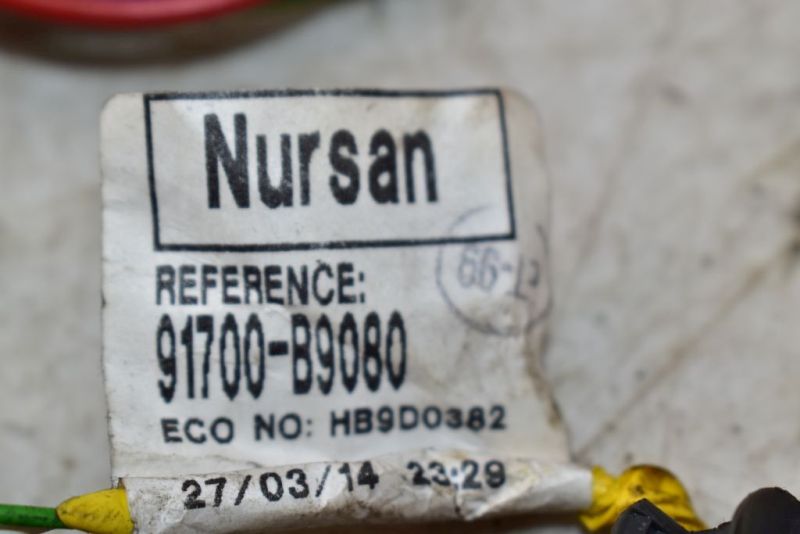 Nursan
REFERENCE:
91700-B9080
ECO NO: HB9D0382
27/03/14 23:29